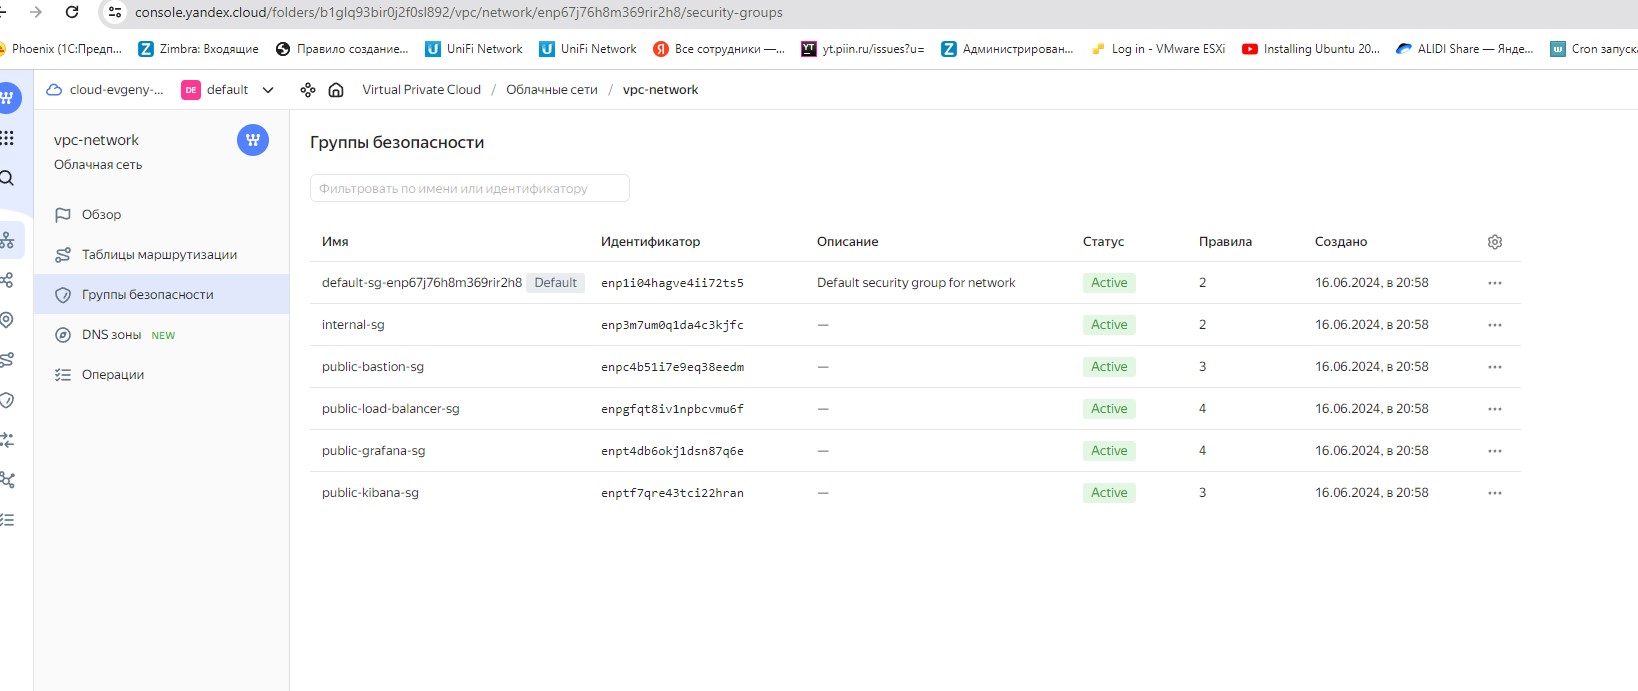 console.yandex.cloud/folders/b1glq93bir0j2f0sl892/vpc/network/enp67j76h8m369rir2h8/security-groups
Phoenix (1С:Предп... Zimbra: Входящие Правило создание... UniFi Network UniFi Network Все сотрудники —... yt.piin.ru/issues?u= Администрирован... Log in - VMware ESXi Installing Ubuntu 20... ALIDI Share — Янде... Cron запуска
cloud-evgeny-... DE default Virtual Private Cloud / Облачные сети / vpc-network
vpc-network
Облачная сеть
Обзор
Таблицы маршрутизации
Группы безопасности
DNS зоны NEW
Операции
Группы безопасности
Фильтровать по имени или идентификатору
Имя Идентификатор Описание Статус Правила Создано
default-sg-enp67j76h8m369rir2h8 Default enp1i04hagve4ii72ts5 Default security group for network Active 2 16.06.2024, в 20:58
internal-sg enp3m7um0q1da4c3kjfc — Active 2 16.06.2024, в 20:58
public-bastion-sg enpc4b51i7e9eq38eedm — Active 3 16.06.2024, в 20:58
public-load-balancer-sg enpgfqt8iv1npbcvmu6f — Active 4 16.06.2024, в 20:58
public-grafana-sg enpt4db6okj1dsn87q6e — Active 4 16.06.2024, в 20:58
public-kibana-sg enptf7qre43tci22hran — Active 3 16.06.2024, в 20:58